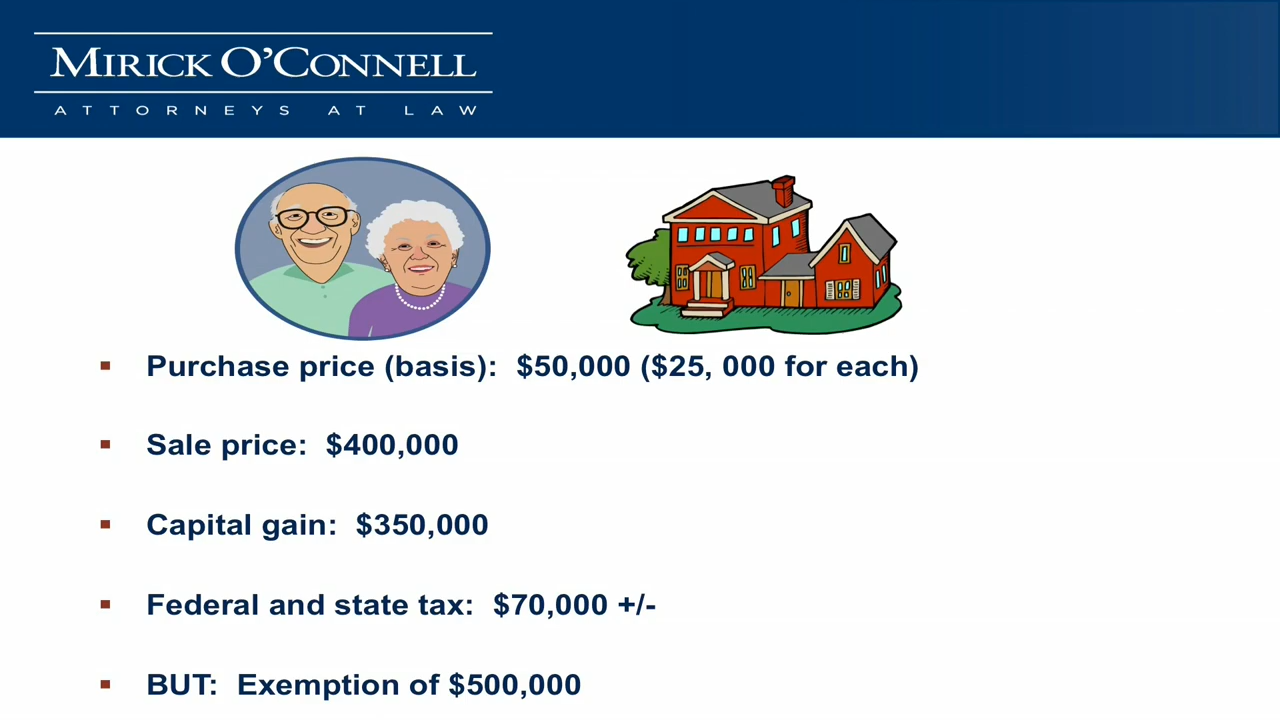 MIRICK O'CONNELL
ATTORNEYS AT LAW
▪ Purchase price (basis): $50,000 ($25, 000 for each)
▪ Sale price: $400,000
▪ Capital gain: $350,000
▪ Federal and state tax: $70,000 +/-
▪ BUT: Exemption of $500,000